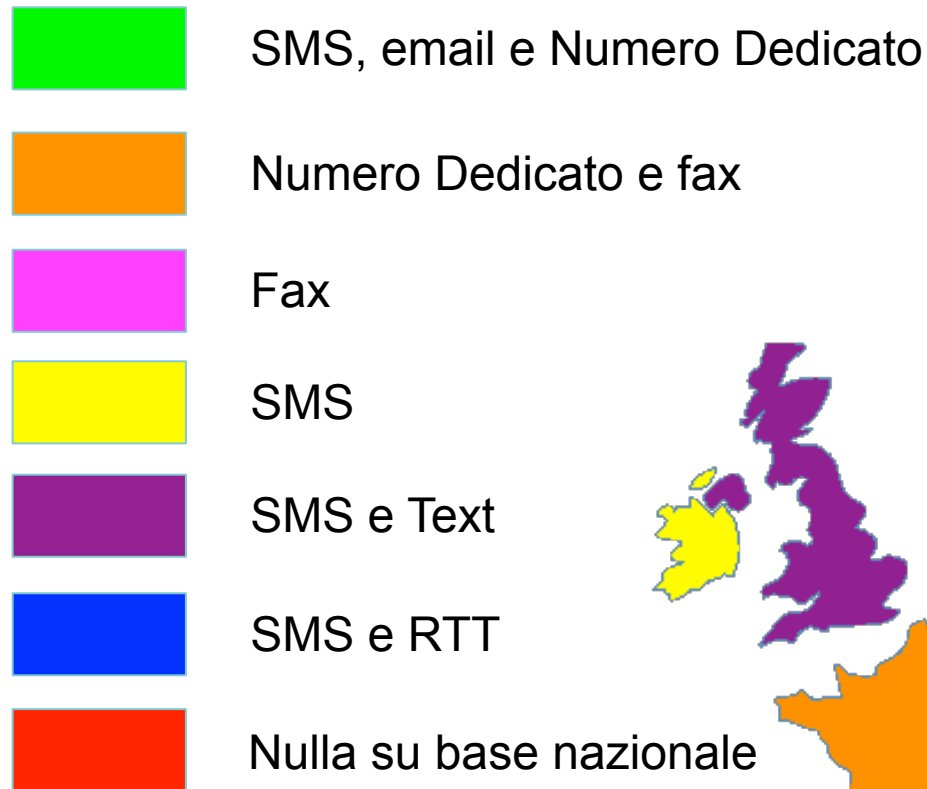 SMS, email e Numero Dedicato
Numero Dedicato e fax
Fax
SMS
SMS e Text
SMS e RTT
Nulla su base nazionale